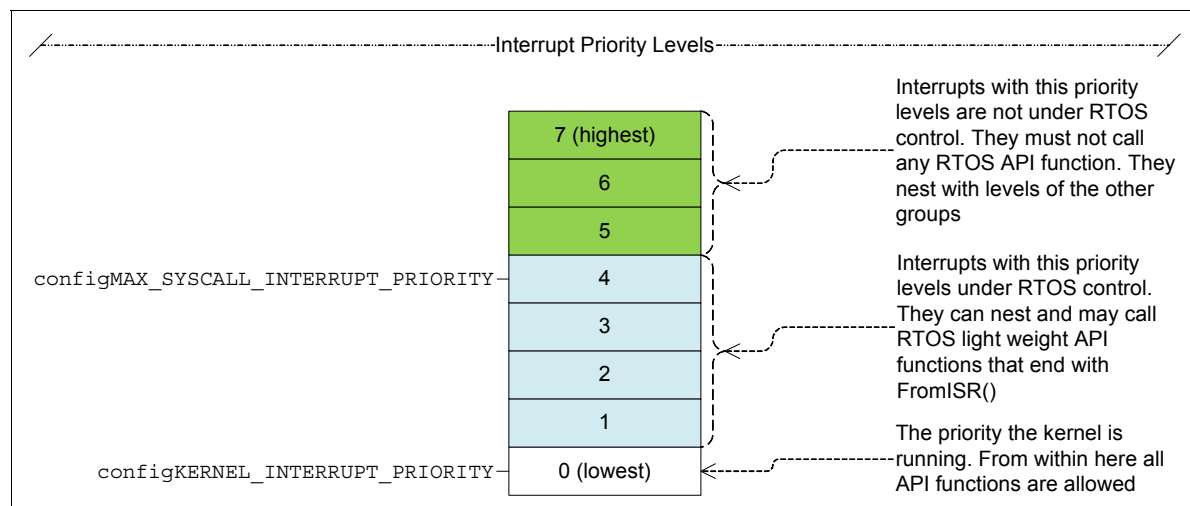 Interrupt Priority Levels
7 (highest)
6
5
4
3
2
1
0 (lowest)
configMAX_SYSCALL_INTERRUPT_PRIORITY
configKERNEL_INTERRUPT_PRIORITY
Interrupts with this priority
levels are not under RTOS
control. They must not call
any RTOS API function. They
nest with levels of the other
groups
Interrupts with this priority
levels under RTOS control.
They can nest and may call
RTOS light weight API
functions that end with
FromISR()
The priority the kernel is
running. From within here all
API functions are allowed